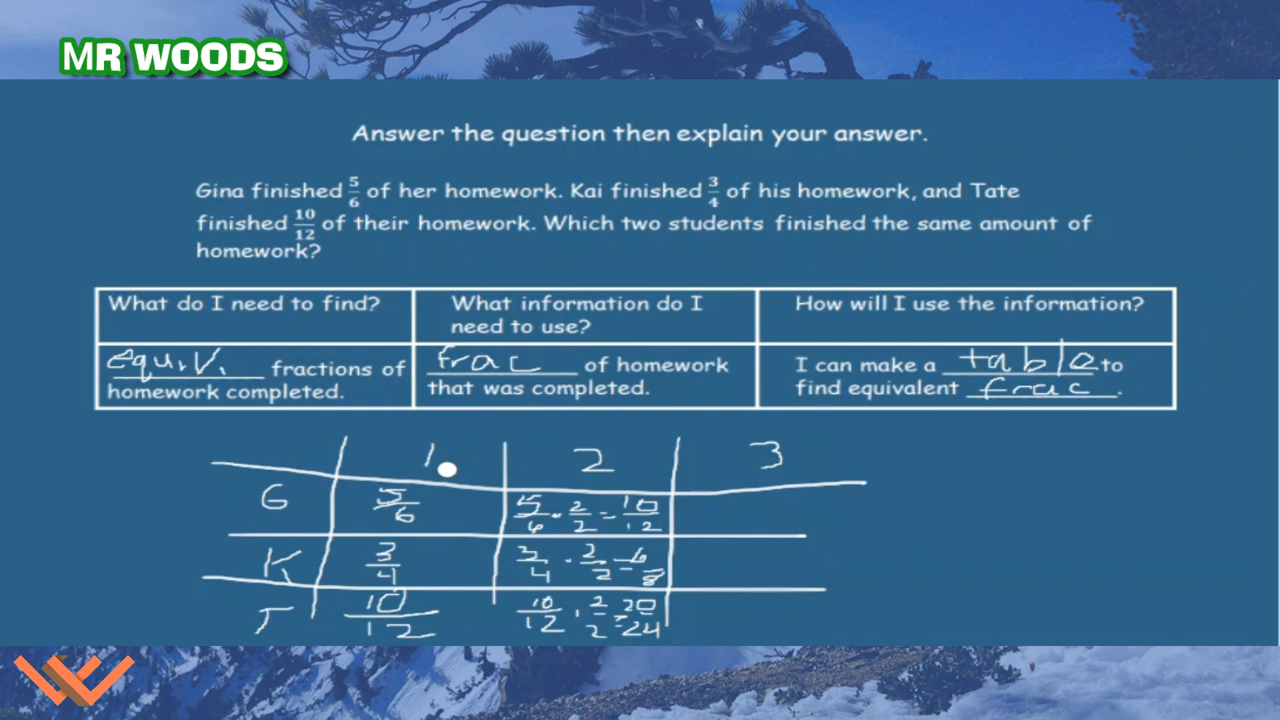 MR WOODS
Answer the question then explain your answer.
Gina finished 5/6 of her homework. Kai finished 3/4 of his homework, and Tate
finished 10/12 of their homework. Which two students finished the same amount of
homework?
What do I need to find?
What information do I
need to use?
How will I use the information?
equiv. fractions of
homework completed.
frac of homework
that was completed.
I can make a table to
find equivalent frac.
1 2 3
G 5/6 5/6 · 2/2 = 10/12
K 3/4 3/4 · 2/2 = 6/8
T 10/12 10/12 · 2/2 = 20/24